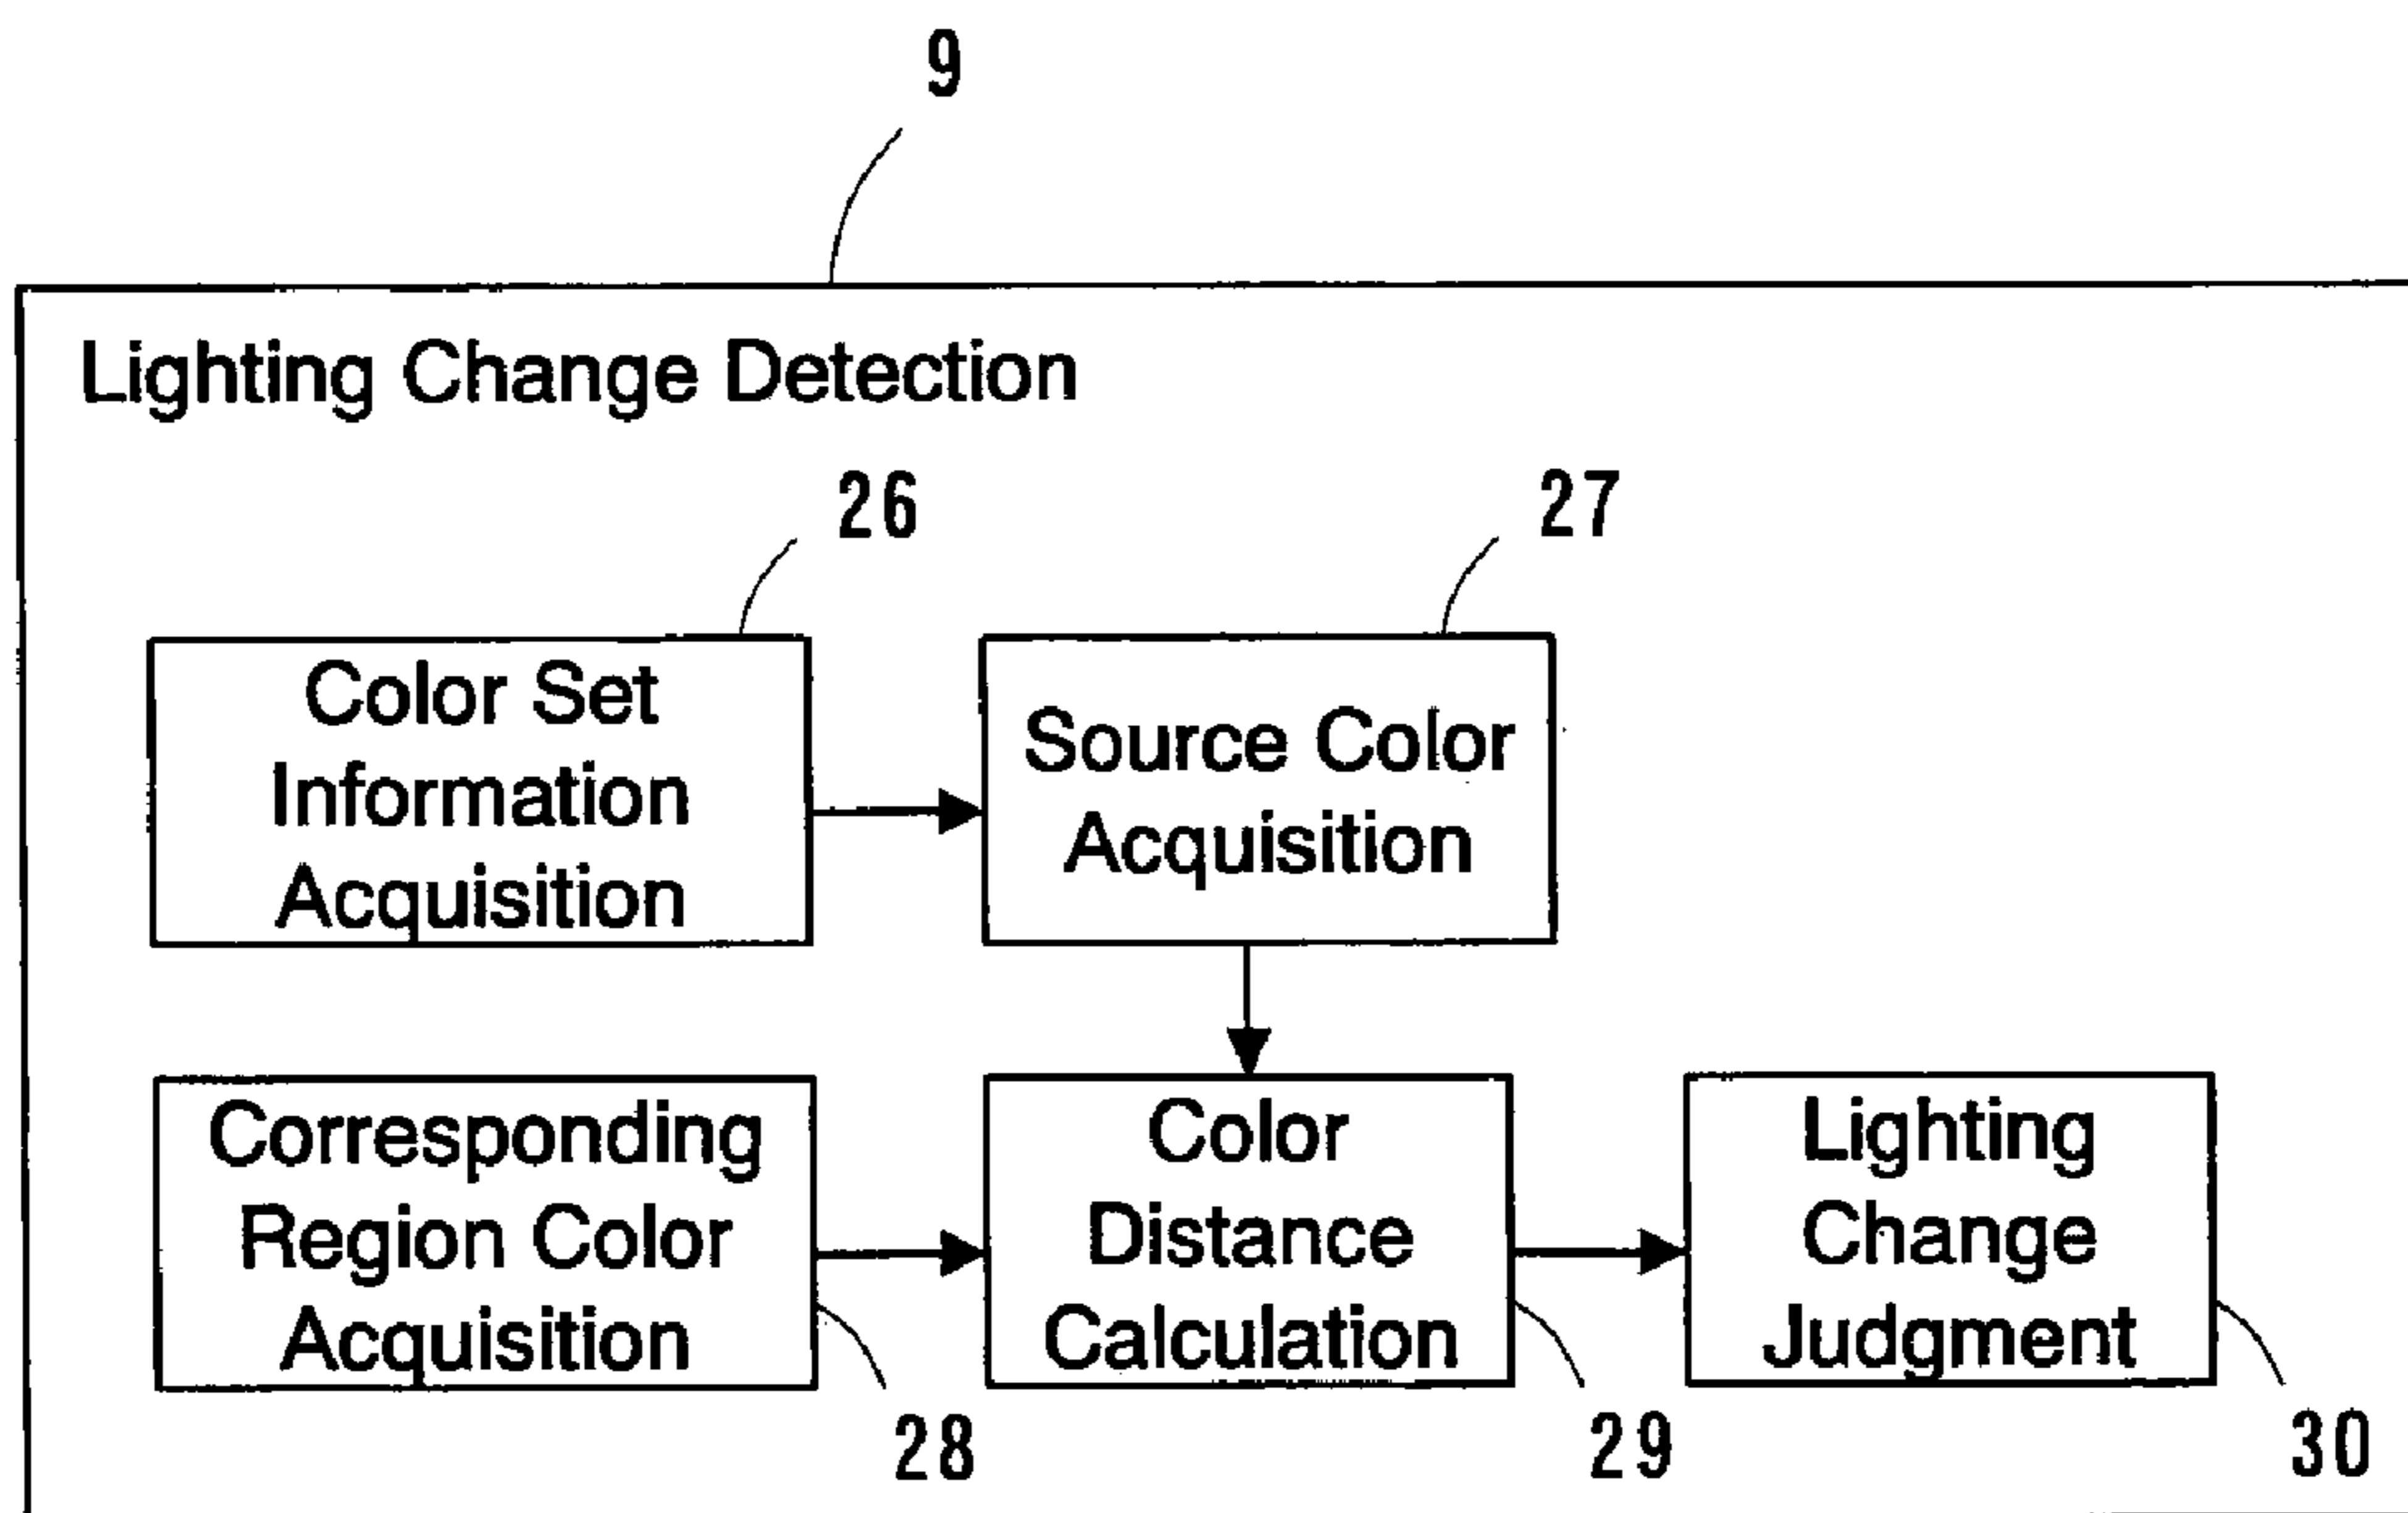 9
Lighting Change Detection
26
27
Color Set
Information
Acquisition
Source Color
Acquisition
Corresponding
Region Color
Acquisition
Color
Distance
Calculation
Lighting
Change
Judgment
28
29
30